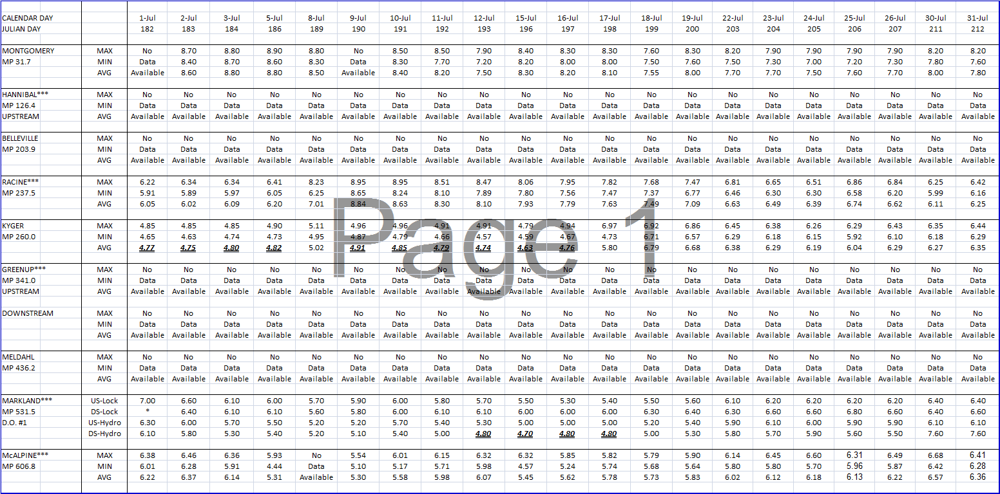 CALENDAR DAY 1-Jul 2-Jul 3-Jul 5-Jul 8-Jul 9-Jul 10-Jul 11-Jul 12-Jul 15-Jul 16-Jul 17-Jul 18-Jul 19-Jul 22-Jul 23-Jul 24-Jul 25-Jul 26-Jul 30-Jul 31-Jul
JULIAN DAY 182 183 184 186 189 190 191 192 193 196 197 198 199 200 203 204 205 206 207 211 212
MONTGOMERY MAX No 8.70 8.80 8.90 8.80 No 8.50 8.50 7.90 8.40 8.30 8.30 7.60 8.30 8.20 7.90 7.90 7.90 7.90 8.20 8.20
MP 31.7 MIN Data 8.40 8.70 8.60 8.30 Data 8.30 7.70 7.20 8.20 8.00 8.00 7.50 7.60 7.50 7.30 7.00 7.20 7.30 7.80 7.60
AVG Available 8.60 8.80 8.80 8.50 Available 8.40 8.20 7.50 8.30 8.20 8.10 7.55 8.00 7.70 7.70 7.50 7.60 7.70 8.00 7.80
HANNIBAL*** MAX No No No No No No No No No No No No No No No No No No No No No
MP 126.4 MIN Data Data Data Data Data Data Data Data Data Data Data Data Data Data Data Data Data Data Data Data Data
UPSTREAM AVG Available Available Available Available Available Available Available Available Available Available Available Available Available Available Available Available Available Available Available Available Available
BELLEVILLE MAX No No No No No No No No No No No No No No No No No No No No No
MP 203.9 MIN Data Data Data Data Data Data Data Data Data Data Data Data Data Data Data Data Data Data Data Data Data
AVG Available Available Available Available Available Available Available Available Available Available Available Available Available Available Available Available Available Available Available Available Available
RACINE*** MAX 6.22 6.34 6.34 6.41 8.23 8.95 8.95 8.51 8.47 8.06 7.95 7.82 7.68 7.47 6.81 6.65 6.51 6.86 6.84 6.25 6.42
MP 237.5 MIN 5.91 5.89 5.97 6.05 6.25 8.65 8.24 8.10 7.89 7.80 7.56 7.47 7.37 6.77 6.46 6.30 6.30 6.58 6.20 5.99 6.16
AVG 6.05 6.02 6.09 6.20 7.01 8.84 8.63 8.30 8.10 7.93 7.79 7.63 7.49 7.09 6.63 6.49 6.39 6.74 6.62 6.11 6.25
KYGER MAX 4.85 4.85 4.85 4.90 5.11 4.96 4.96 4.91 4.91 4.79 4.94 6.97 6.92 6.86 6.45 6.38 6.26 6.29 6.43 6.35 6.44
MP 260.0 MIN 4.65 4.63 4.74 4.73 4.95 4.87 4.79 4.66 4.57 4.59 4.67 4.73 6.71 6.57 6.29 6.18 6.15 5.92 6.10 6.18 6.29
AVG 4.77 4.75 4.80 4.82 5.02 4.91 4.85 4.79 4.74 4.63 4.76 5.80 6.79 6.68 6.38 6.29 6.19 6.04 6.29 6.27 6.35
Page 1
GREENUP*** MAX No No No No No No No No No No No No No No No No No No No No No
MP 341.0 MIN Data Data Data Data Data Data Data Data Data Data Data Data Data Data Data Data Data Data Data Data Data
UPSTREAM AVG Available Available Available Available Available Available Available Available Available Available Available Available Available Available Available Available Available Available Available Available Available
DOWNSTREAM MAX No No No No No No No No No No No No No No No No No No No No No
MIN Data Data Data Data Data Data Data Data Data Data Data Data Data Data Data Data Data Data Data Data Data
AVG Available Available Available Available Available Available Available Available Available Available Available Available Available Available Available Available Available Available Available Available Available
MELDAHL MAX No No No No No No No No No No No No No No No No No No No No No
MP 436.2 MIN Data Data Data Data Data Data Data Data Data Data Data Data Data Data Data Data Data Data Data Data Data
AVG Available Available Available Available Available Available Available Available Available Available Available Available Available Available Available Available Available Available Available Available Available
MARKLAND*** US-Lock 7.00 6.60 6.10 6.00 5.70 5.90 6.00 5.80 5.70 5.50 5.30 5.40 5.50 5.60 6.10 6.20 6.20 6.20 6.20 6.40 6.40
MP 531.5 DS-Lock * 6.40 6.10 6.10 5.60 5.80 6.00 6.10 6.10 6.00 6.00 6.00 6.30 6.40 6.30 6.60 6.60 6.80 6.60 6.40 6.60
D.O. #1 US-Hydro 6.30 6.00 5.70 5.50 5.20 5.20 5.70 5.40 5.30 5.00 5.00 5.00 5.20 5.40 5.90 6.10 6.00 5.90 5.90 6.10 6.10
DS-Hydro 6.10 5.80 5.30 5.40 5.20 5.10 5.40 5.00 4.80 4.70 4.80 4.80 5.00 5.30 5.80 5.70 5.90 5.60 5.50 7.60 7.60
McALPINE*** MAX 6.38 6.46 6.36 5.93 No 5.54 6.01 6.15 6.32 6.32 5.85 5.82 5.79 5.90 6.14 6.45 6.60 6.31 6.49 6.68 6.41
MP 606.8 MIN 6.01 6.28 5.91 4.44 Data 5.10 5.17 5.71 5.98 4.57 5.24 5.74 5.68 5.64 5.80 5.80 5.70 5.96 5.87 6.42 6.28
AVG 6.22 6.37 6.14 5.31 Available 5.30 5.58 5.98 6.07 5.45 5.62 5.78 5.73 5.83 6.02 6.12 6.18 6.13 6.22 6.57 6.36